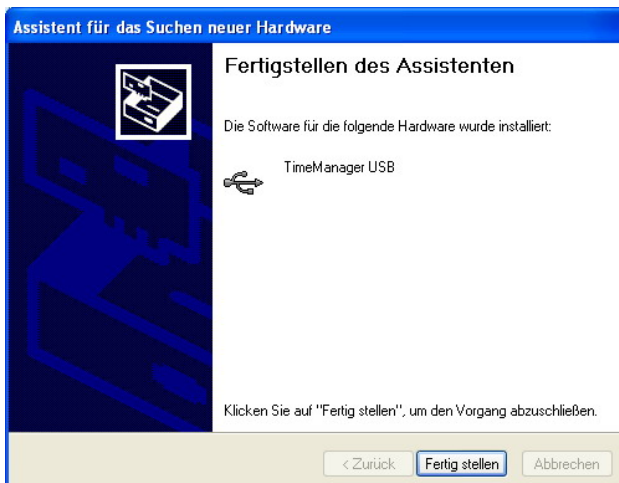 Assistent für das Suchen neuer Hardware
Fertigstellen des Assistenten
Die Software für die folgende Hardware wurde installiert:
TimeManager USB
Klicken Sie auf "Fertig stellen", um den Vorgang abzuschließen.
< Zurück
Fertig stellen
Abbrechen